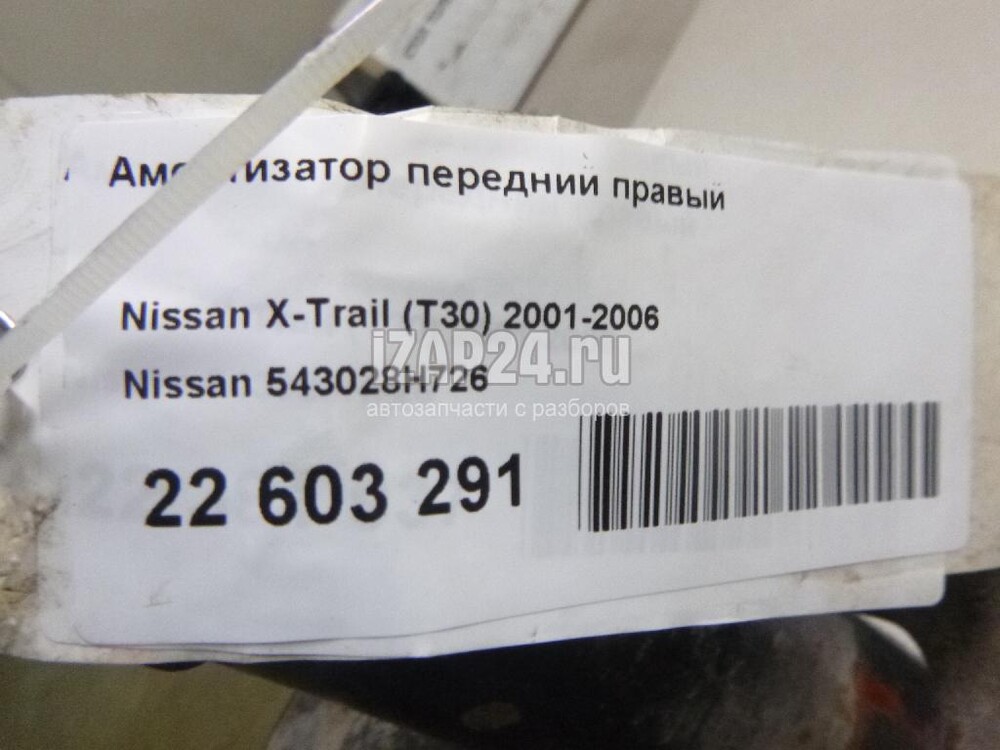 Амортизатор передний правый
Nissan X-Trail (T30) 2001-2006
iZAP24.ru
Nissan 543028H726
автозапчасти с разборов
22 603 291